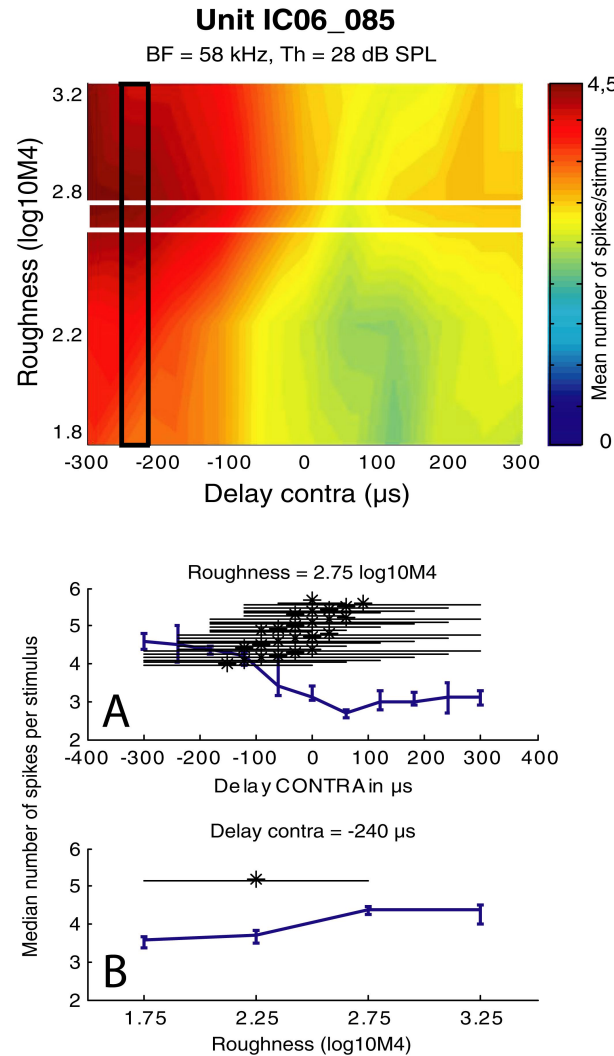 Unit IC06_085
BF = 58 kHz, Th = 28 dB SPL
Roughness (log10M4)
3.2
2.8
2.2
1.8
-300 -200 -100 0 100 200 300
Delay contra (µs)
4,5
0
Mean number of spikes/stimulus
Median number of spikes per stimulus
Roughness = 2.75 log10M4
6
5
4
3
2
A
-400 -300 -200 -100 0 100 200 300 400
Delay CONTRA in µs
Delay contra = -240 µs
6
5
4
3
2
B
1.75 2.25 2.75 3.25
Roughness (log10M4)